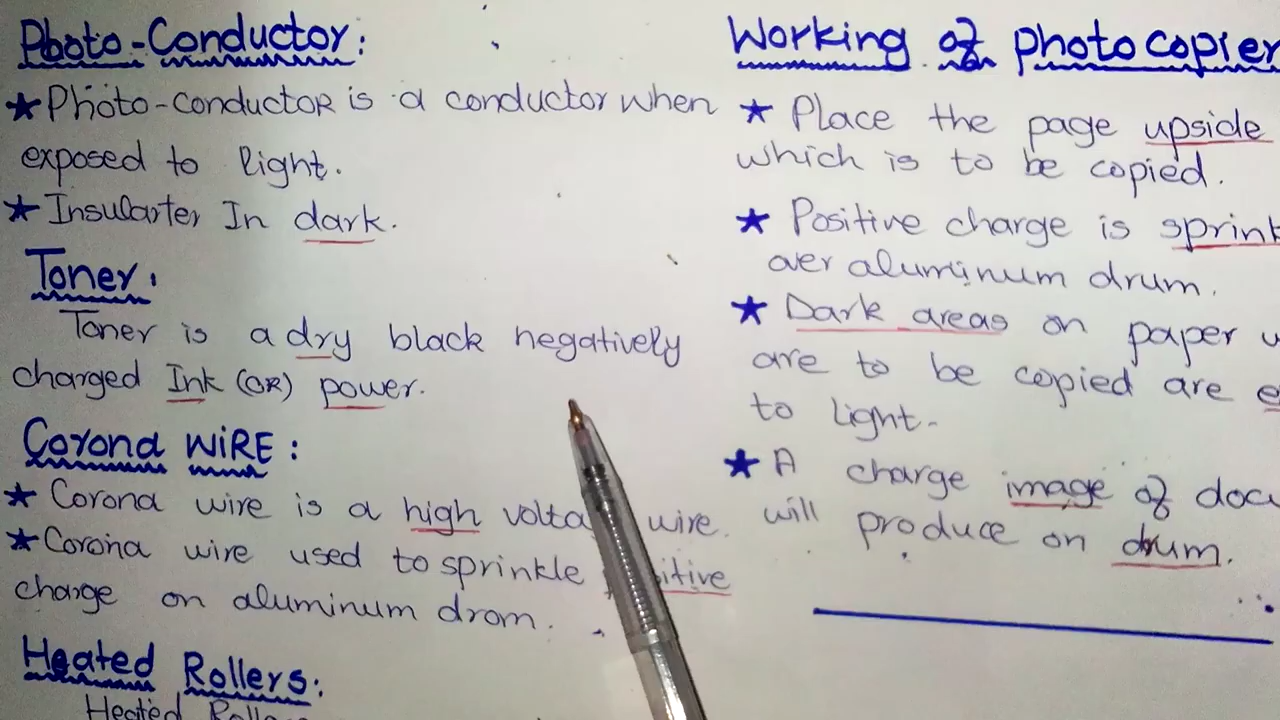 Photo-Conductor:
★ Photo-conductor is a conductor when
exposed to light.
★ Insularter In dark.
Toner:
Toner is a dry black negatively
charged Ink (OR) power.
Corona WiRE:
★ Corona wire is a high volta wire.
★ Corona wire used to sprinkle itive
charge on aluminum drom.
Heated Rollers:
Heated Roll
Working of photocopier
★ Place the page upside
which is to be copied.
★ Positive charge is sprink
over aluminum drum.
★ Dark areas on paper
are to be copied are e
to light.
★ A charge image of docu
will produce on drum.